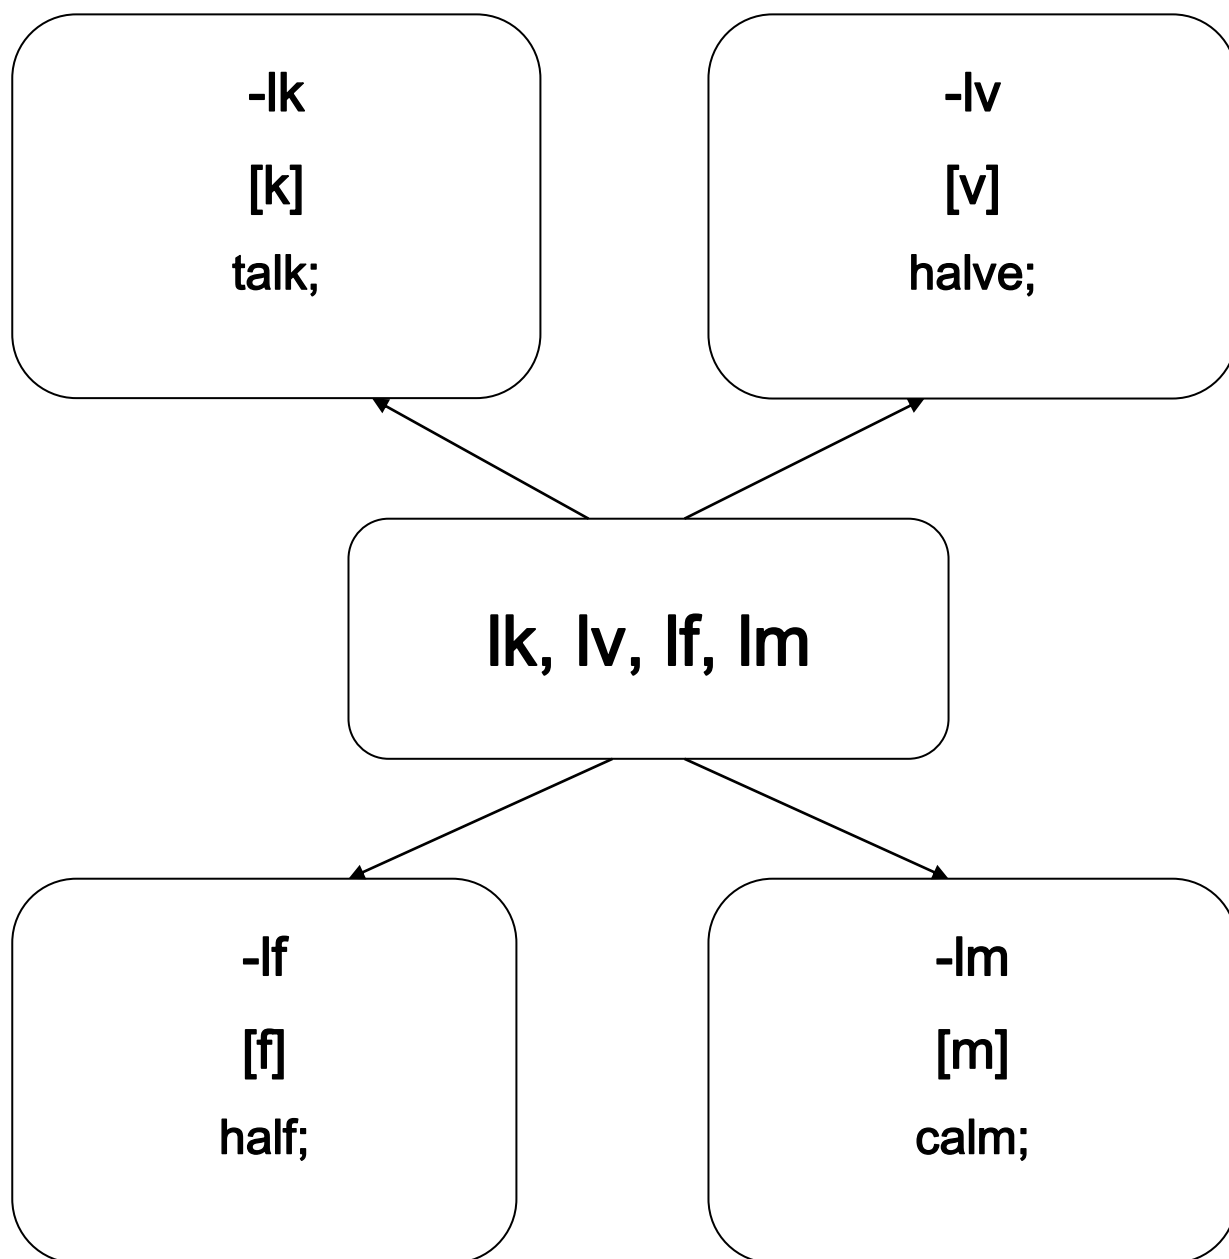 -lk
[k]
talk;
-lv
[v]
halve;
lk, lv, lf, lm
-lf
[f]
half;
-lm
[m]
calm;